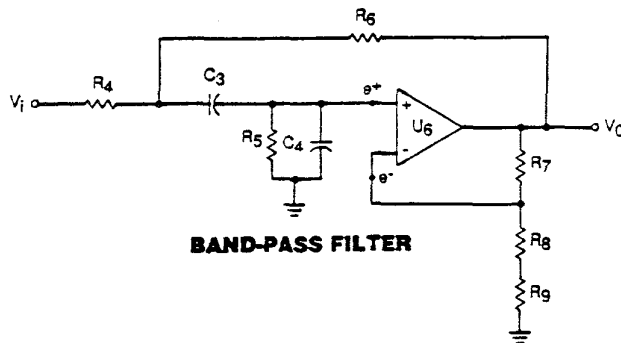 R6
R4
C3
e+
Vi
+
U6
R5
C4
-
e-
Vo
R7
BAND-PASS FILTER
R8
R9